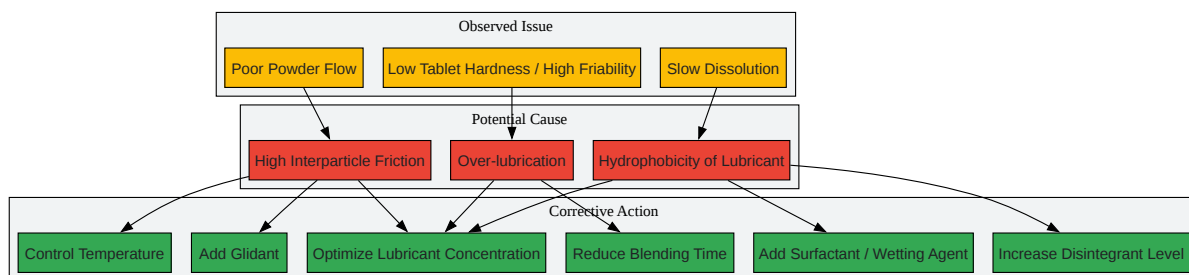 Observed Issue
Poor Powder Flow
Low Tablet Hardness / High Friability
Slow Dissolution
Potential Cause
High Interparticle Friction
Over-lubrication
Hydrophobicity of Lubricant
Corrective Action
Control Temperature
Add Glidant
Optimize Lubricant Concentration
Reduce Blending Time
Add Surfactant / Wetting Agent
Increase Disintegrant Level